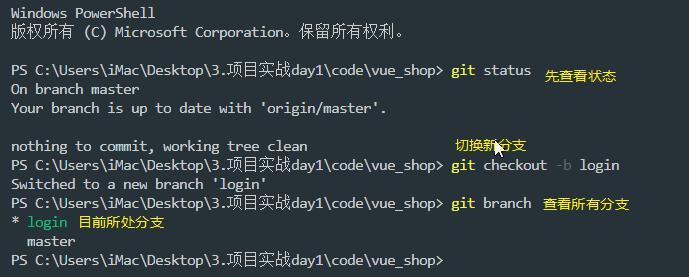 Windows PowerShell
版权所有 (C) Microsoft Corporation。保留所有权利。
PS C:\Users\iMac\Desktop\3.项目实战day1\code\vue_shop> git status 先查看状态
On branch master
Your branch is up to date with 'origin/master'.
nothing to commit, working tree clean 切换新分支
PS C:\Users\iMac\Desktop\3.项目实战day1\code\vue_shop> git checkout -b login
Switched to a new branch 'login'
PS C:\Users\iMac\Desktop\3.项目实战day1\code\vue_shop> git branch 查看所有分支
* login 目前所处分支
master
PS C:\Users\iMac\Desktop\3.项目实战day1\code\vue_shop>